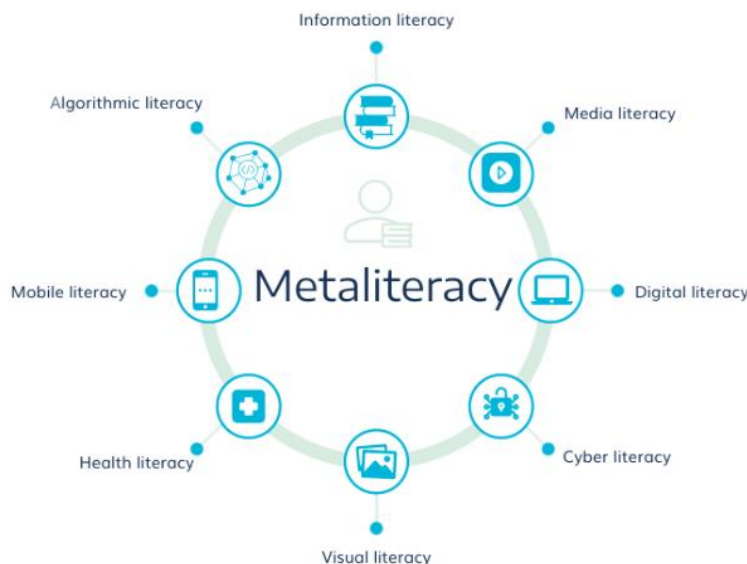 Information literacy
Algorithmic literacy
Media literacy
Mobile literacy
Metaliteracy
Digital literacy
Health literacy
Cyber literacy
Visual literacy